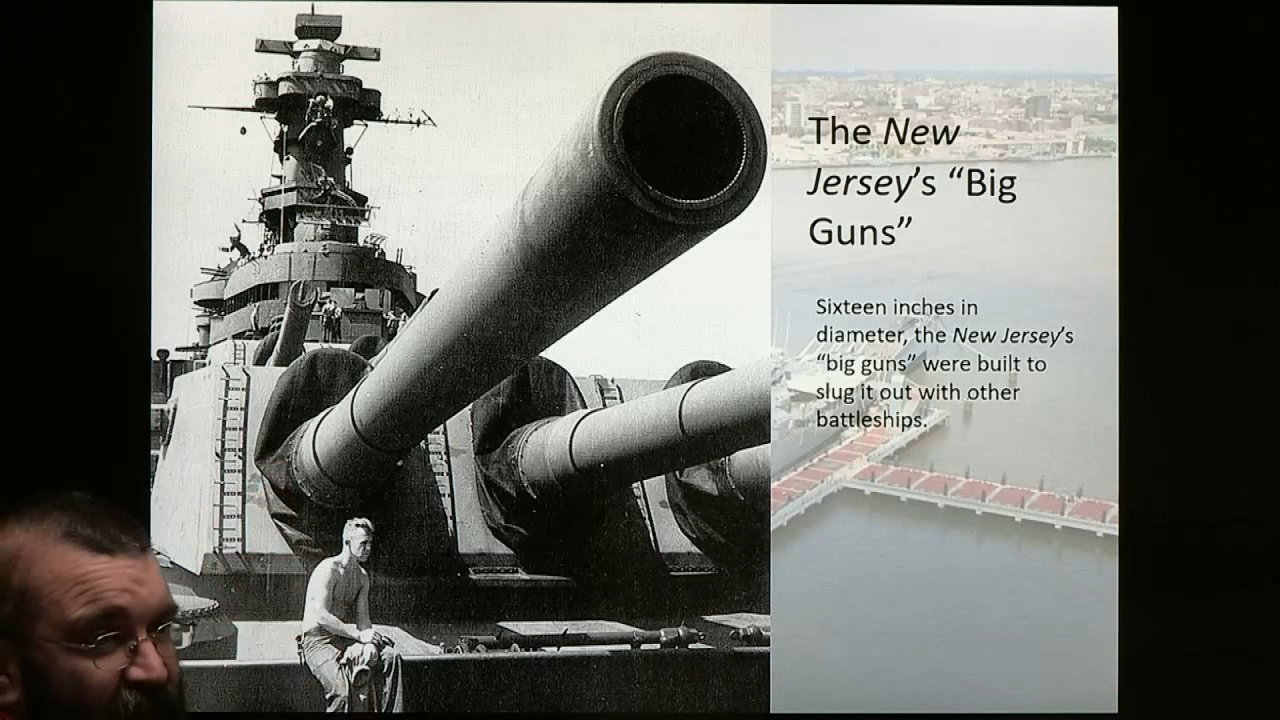 The New
Jersey's “Big
Guns”
Sixteen inches in
diameter, the New Jersey's
“big guns” were built to
slug it out with other
battleships.